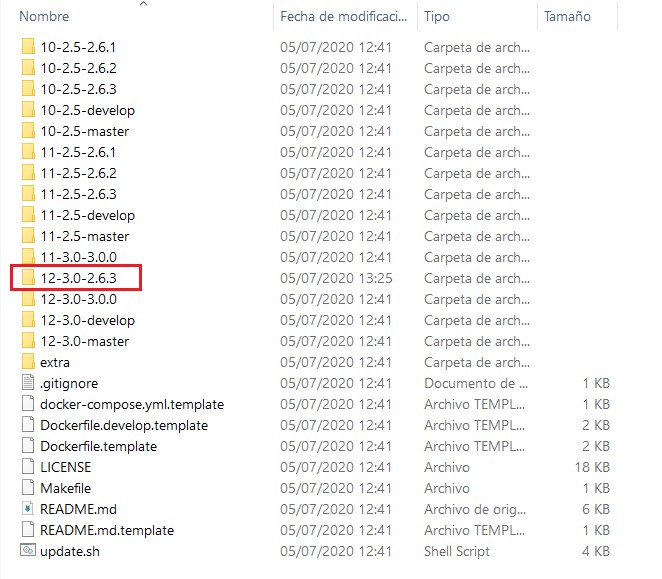 Nombre Fecha de modificaci... Tipo Tamaño
10-2.5-2.6.1 05/07/2020 12:41 Carpeta de arch...
10-2.5-2.6.2 05/07/2020 12:41 Carpeta de arch...
10-2.5-2.6.3 05/07/2020 12:41 Carpeta de arch...
10-2.5-develop 05/07/2020 12:41 Carpeta de arch...
10-2.5-master 05/07/2020 12:41 Carpeta de arch...
11-2.5-2.6.1 05/07/2020 12:41 Carpeta de arch...
11-2.5-2.6.2 05/07/2020 12:41 Carpeta de arch...
11-2.5-2.6.3 05/07/2020 12:41 Carpeta de arch...
11-2.5-develop 05/07/2020 12:41 Carpeta de arch...
11-2.5-master 05/07/2020 12:41 Carpeta de arch...
11-3.0-3.0.0 05/07/2020 12:41 Carpeta de arch...
12-3.0-2.6.3 05/07/2020 13:25 Carpeta de arch...
12-3.0-3.0.0 05/07/2020 12:41 Carpeta de arch...
12-3.0-develop 05/07/2020 12:41 Carpeta de arch...
12-3.0-master 05/07/2020 12:41 Carpeta de arch...
extra 05/07/2020 12:41 Carpeta de arch...
.gitignore 05/07/2020 12:41 Documento de ... 1 KB
docker-compose.yml.template 05/07/2020 12:41 Archivo TEMPL... 1 KB
Dockerfile.develop.template 05/07/2020 12:41 Archivo TEMPL... 2 KB
Dockerfile.template 05/07/2020 12:41 Archivo TEMPL... 2 KB
LICENSE 05/07/2020 12:41 Archivo 18 KB
Makefile 05/07/2020 12:41 Archivo 1 KB
README.md 05/07/2020 12:41 Archivo de orig... 6 KB
README.md.template 05/07/2020 12:41 Archivo TEMPL... 1 KB
update.sh 05/07/2020 12:41 Shell Script 4 KB